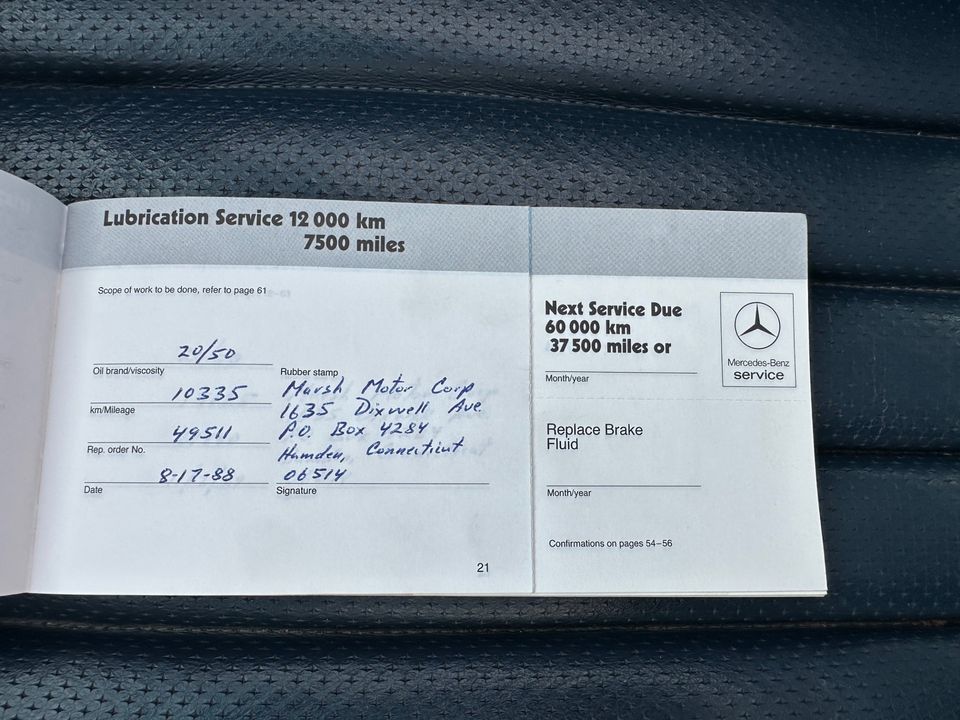 Lubrication Service 12 000 km
7500 miles
Scope of work to be done, refer to page 61
20/50
Oil brand/viscosity
10335
km/Mileage
49511
Rep. order No.
8-17-88
Date
Rubber stamp
Marsh Motor Corp
1635 Dixwell Ave.
P.O. Box 4284
Hamden, Connecticut
06514
Signature
21
Next Service Due
60 000 km
37 500 miles or
Month/year
Mercedes-Benz
service
Replace Brake
Fluid
Month/year
Confirmations on pages 54–56